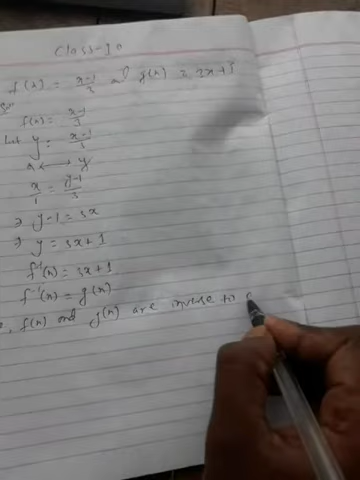 Class-10
f(x) = x-1/3 and g(x) = 3x+1
Sol
f(x) = x-1/3
let y = x-1/3
x ↔ y
x/1 = y-1/3
⇒ y-1 = 3x
⇒ y = 3x+1
f⁻¹(x) = 3x+1
f⁻¹(x) = g(x)
f(x) and g(x) are inverse to